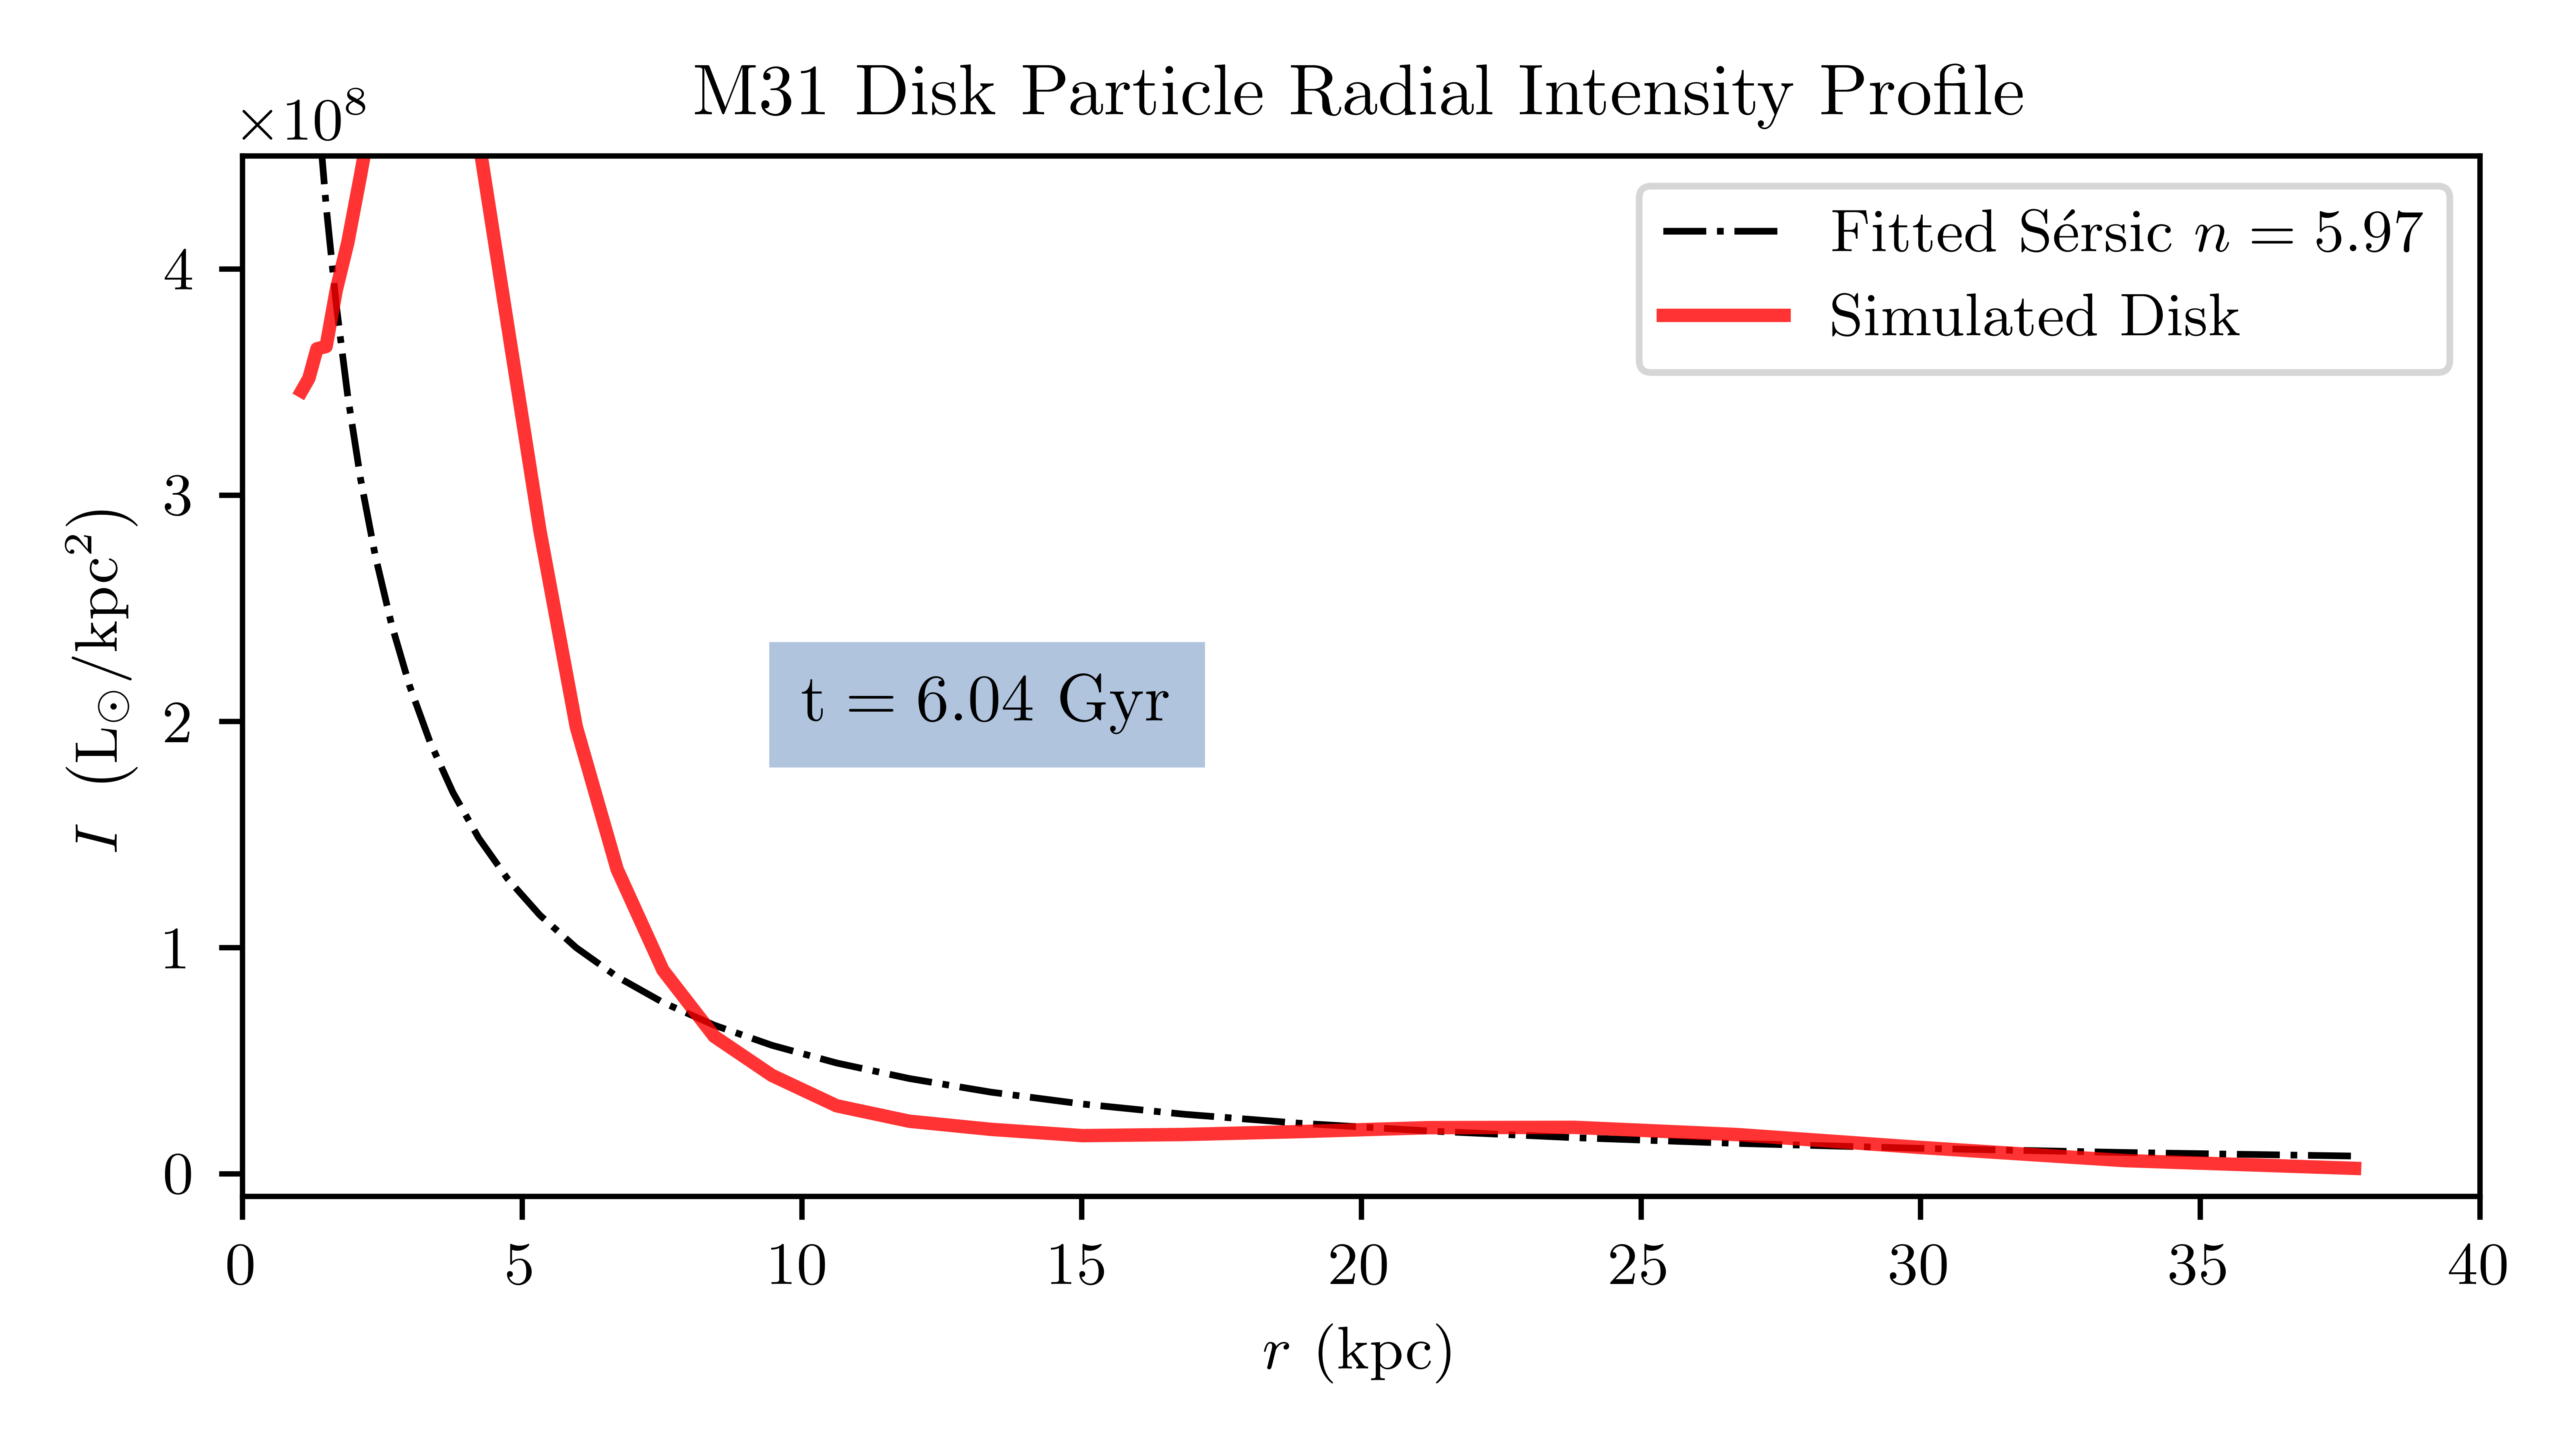 M31 Disk Particle Radial Intensity Profile
×10⁸
Fitted Sérsic n = 5.97
Simulated Disk
4
3
2
1
0
I (L⊙/kpc²)
t = 6.04 Gyr
0 5 10 15 20 25 30 35 40
r (kpc)